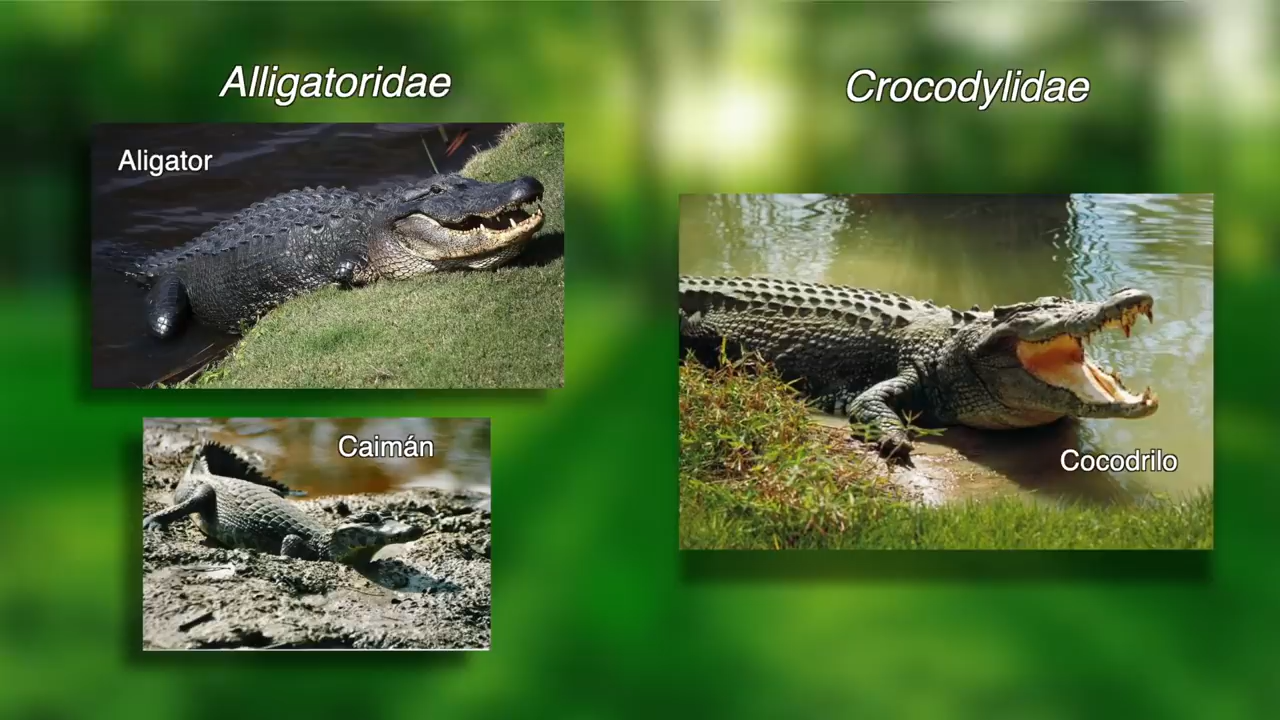 Alligatoridae
Aligator
Caimán
Crocodylidae
Cocodrilo